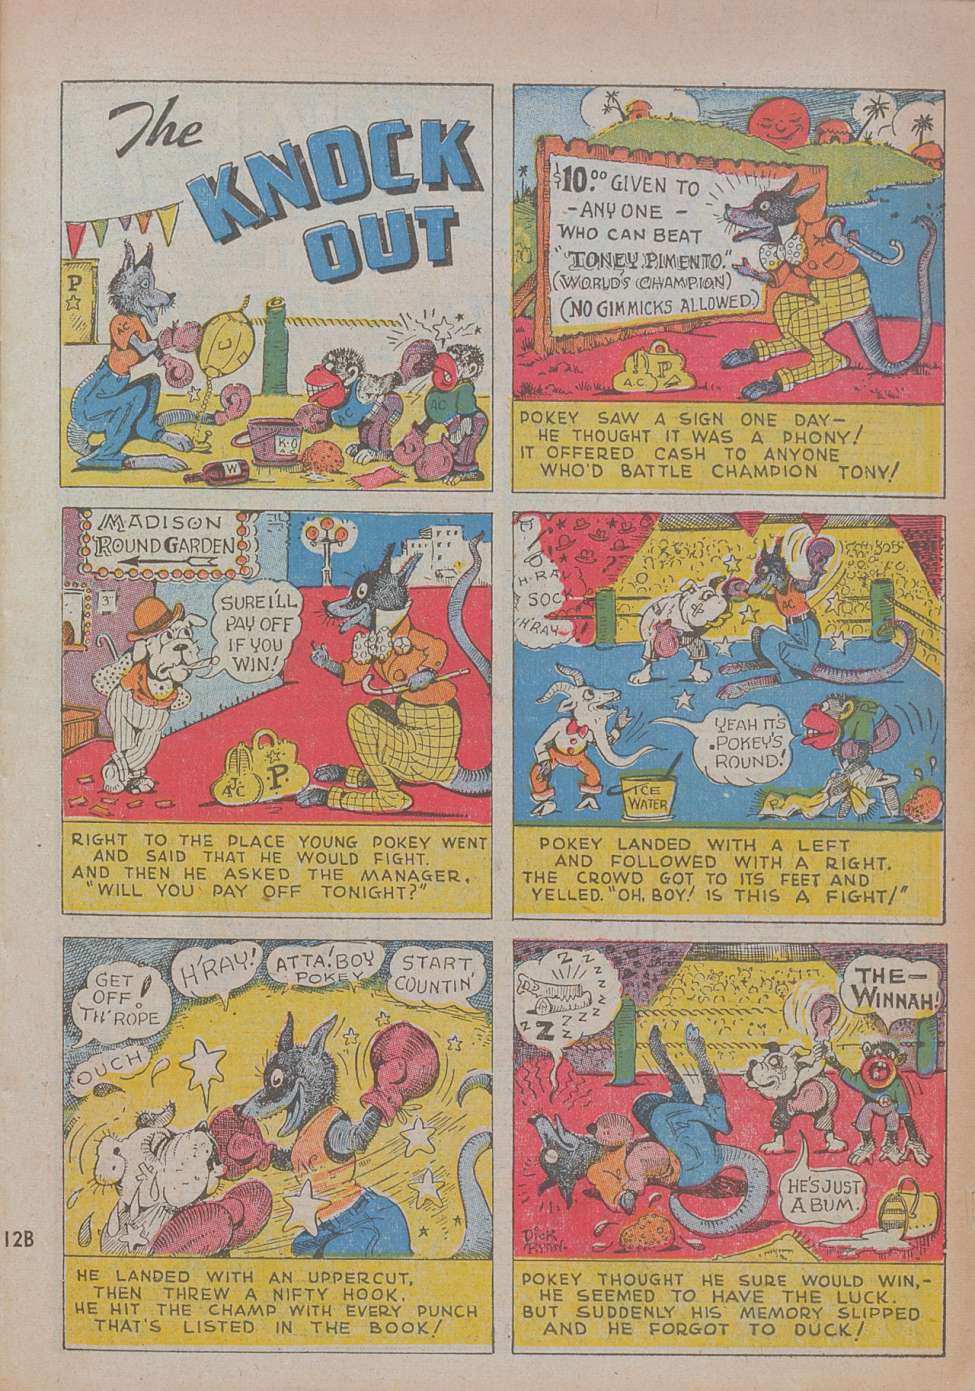 The
KNOCK
OUT
P
AC
C
AC
AC
K-O
W
$10.00 GIVEN TO
-ANY ONE-
WHO CAN BEAT
"TONEY PIMENTO."
(WORLD'S CHAMPION)
(NO GIMMICKS ALLOWED.)
A.C. P
POKEY SAW A SIGN ONE DAY—
HE THOUGHT IT WAS A PHONY!
IT OFFERED CASH TO ANYONE
WHO'D BATTLE CHAMPION TONY!
MADISON
ROUND GARDEN
SURE I'LL
PAY OFF
IF YOU
WIN!
A.C. P.
RIGHT TO THE PLACE YOUNG POKEY WENT
AND SAID THAT HE WOULD FIGHT.
AND THEN HE ASKED THE MANAGER,
"WILL YOU PAY OFF TONIGHT?"
H-RAY
SOCK
H'RAY!
AC
YEAH IT'S
POKEY'S
ROUND!
ICE
WATER
POKEY LANDED WITH A LEFT
AND FOLLOWED WITH A RIGHT.
THE CROWD GOT TO ITS FEET AND
YELLED. "OH, BOY! IS THIS A FIGHT!"
GET
OFF!
TH' ROPE
H'RAY!
ATTA! BOY
POKEY
START
COUNTIN'
OUCH
AC
HE LANDED WITH AN UPPERCUT,
THEN THREW A NIFTY HOOK.
HE HIT THE CHAMP WITH EVERY PUNCH
THAT'S LISTED IN THE BOOK!
Z Z Z Z Z Z Z Z
THE—
WINNAH!
HE'S JUST
A BUM.
DICK
RYAN.
POKEY THOUGHT HE SURE WOULD WIN,-
HE SEEMED TO HAVE THE LUCK.
BUT SUDDENLY HIS MEMORY SLIPPED
AND HE FORGOT TO DUCK!
12B